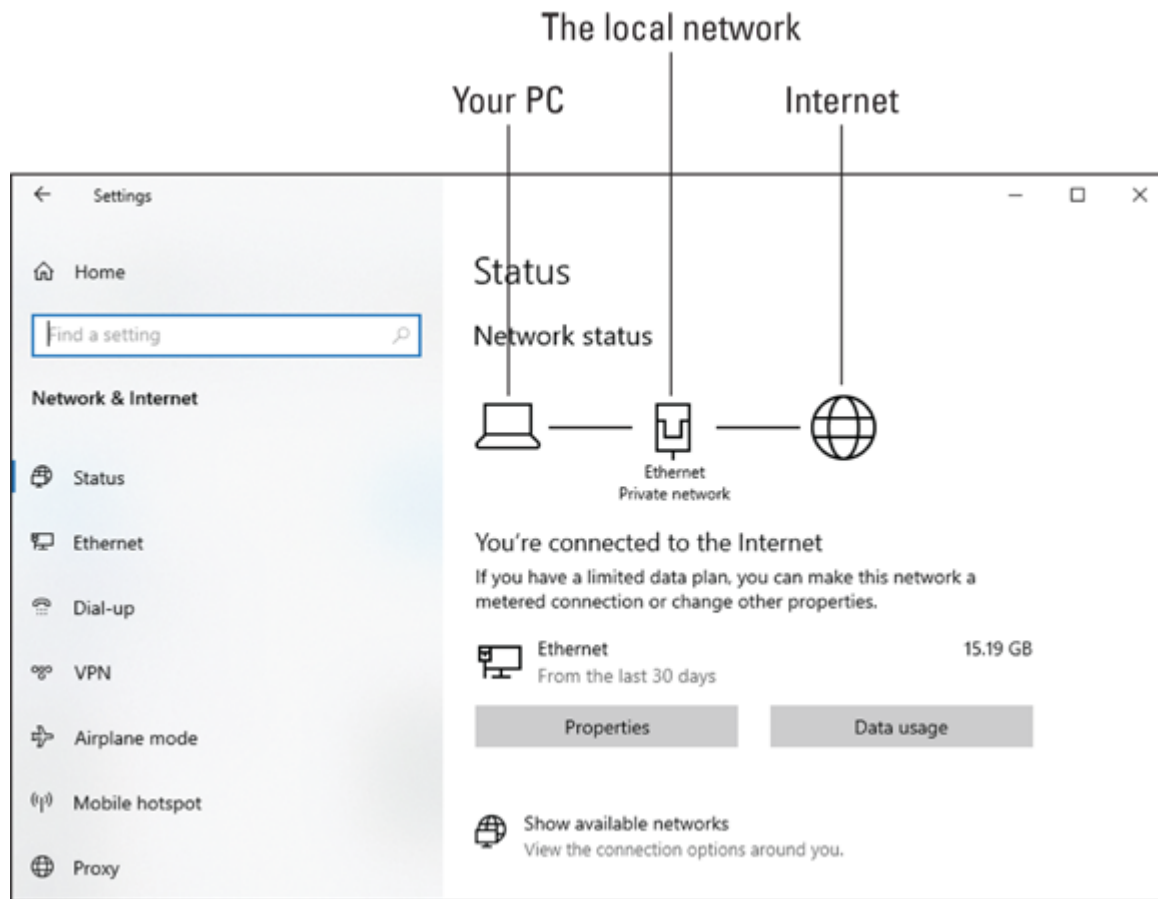 The local network
Your PC
Internet
Settings
Home
Find a setting
Network & Internet
Status
Ethernet
Dial-up
VPN
Airplane mode
Mobile hotspot
Proxy
Status
Network status
Ethernet
Private network
You're connected to the Internet
If you have a limited data plan, you can make this network a
metered connection or change other properties.
Ethernet 15.19 GB
From the last 30 days
Properties Data usage
Show available networks
View the connection options around you.